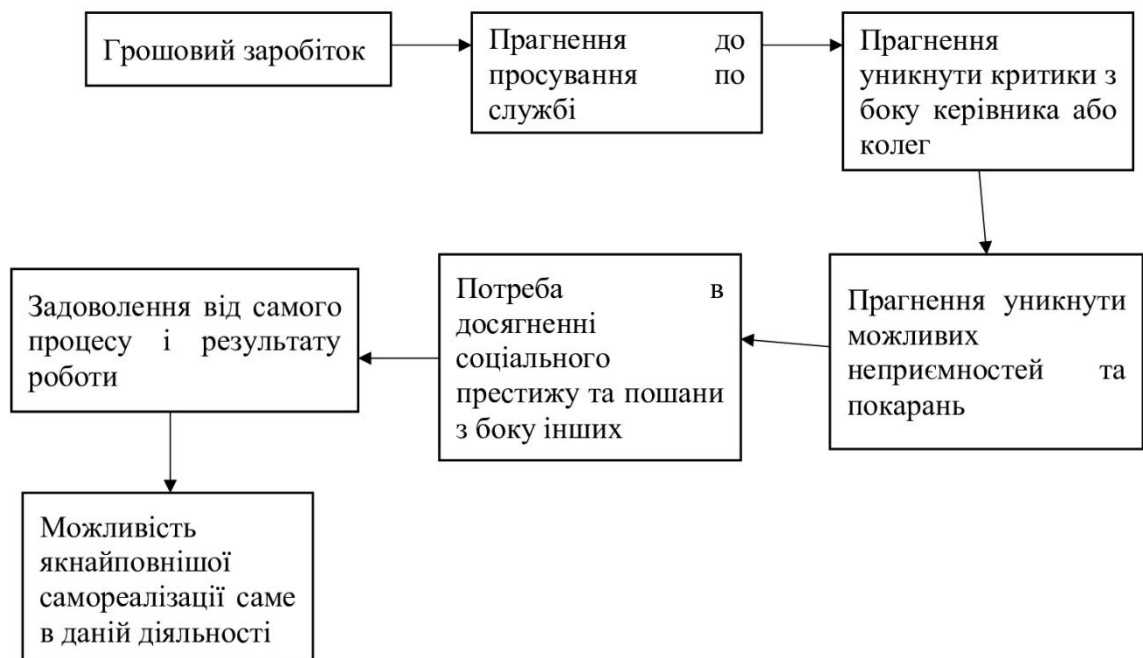 Грошовий заробіток
Прагнення до
просування по
службі
Прагнення
уникнути критики з
боку керівника або
колег
Прагнення уникнути
можливих
неприємностей та
покарань
Потреба в
досягненні
соціального
престижу та пошани
з боку інших
Задоволення від самого
процесу і результату
роботи
Можливість
якнайповнішої
самореалізації саме
в даній діяльності